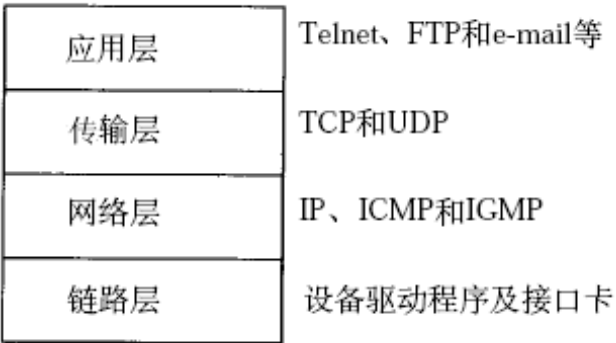 应用层 Telnet、FTP和e-mail等
传输层 TCP和UDP
网络层 IP、ICMP和IGMP
链路层 设备驱动程序及接口卡